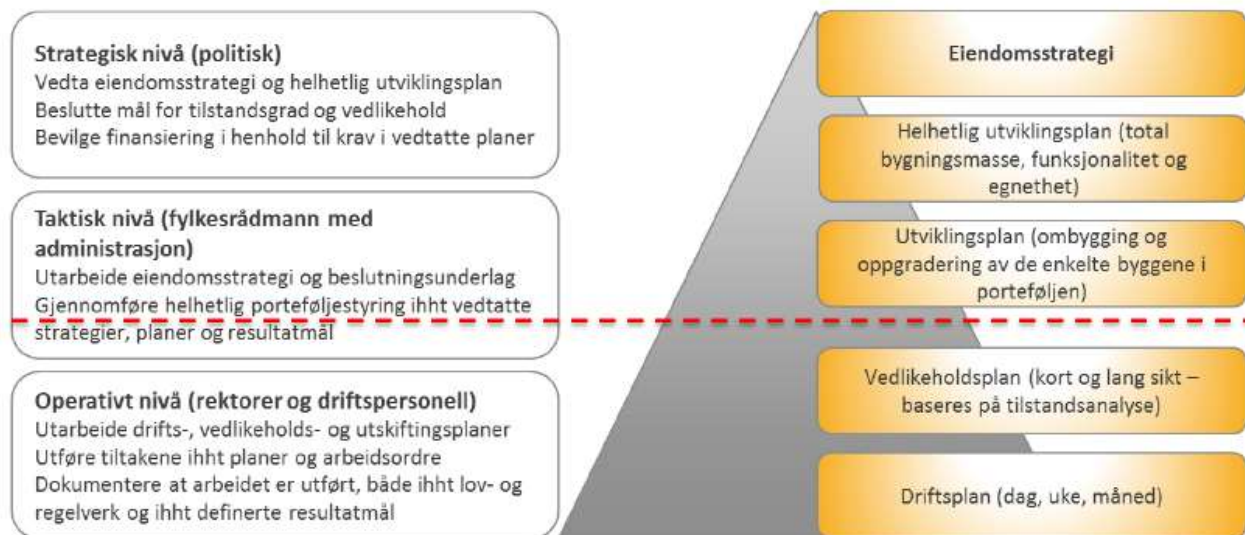 Strategisk nivå (politisk)
Vedta eiendomsstrategi og helhetlig utviklingsplan
Beslutte mål for tilstandsgrad og vedlikehold
Bevilge finansiering i henhold til krav i vedtatte planer
Taktisk nivå (fylkesrådmann med
administrasjon)
Utarbeide eiendomsstrategi og beslutningsunderlag
Gjennomføre helhetlig porteføljestyring ihht vedtatte
strategier, planer og resultatmål
Operativt nivå (rektorer og driftspersonell)
Utarbeide drifts-, vedlikeholds- og utskiftingsplaner
Utføre tiltakene ihht planer og arbeidsordre
Dokumentere at arbeidet er utført, både ihht lov- og
regelverk og ihht definerte resultatmål
Eiendomsstrategi
Helhetlig utviklingsplan (total
bygningsmasse, funksjonalitet og
egnethet)
Utviklingsplan (ombygging og
oppgradering av de enkelte byggene i
porteføljen)
Vedlikeholdsplan (kort og lang sikt –
baseres på tilstandsanalyse)
Driftsplan (dag, uke, måned)